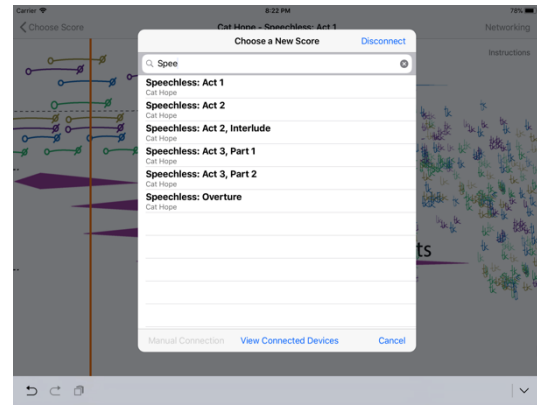 Carrier 8:22 PM 78%
Choose Score Cat Hope - Speechless: Act 1 Networking
Choose a New Score Disconnect
Instructions
Spee
Speechless: Act 1
Cat Hope
Speechless: Act 2
Cat Hope
Speechless: Act 2, Interlude
Cat Hope
Speechless: Act 3, Part 1
Cat Hope
Speechless: Act 3, Part 2
Cat Hope
Speechless: Overture
Cat Hope
ts
Manual Connection View Connected Devices Cancel